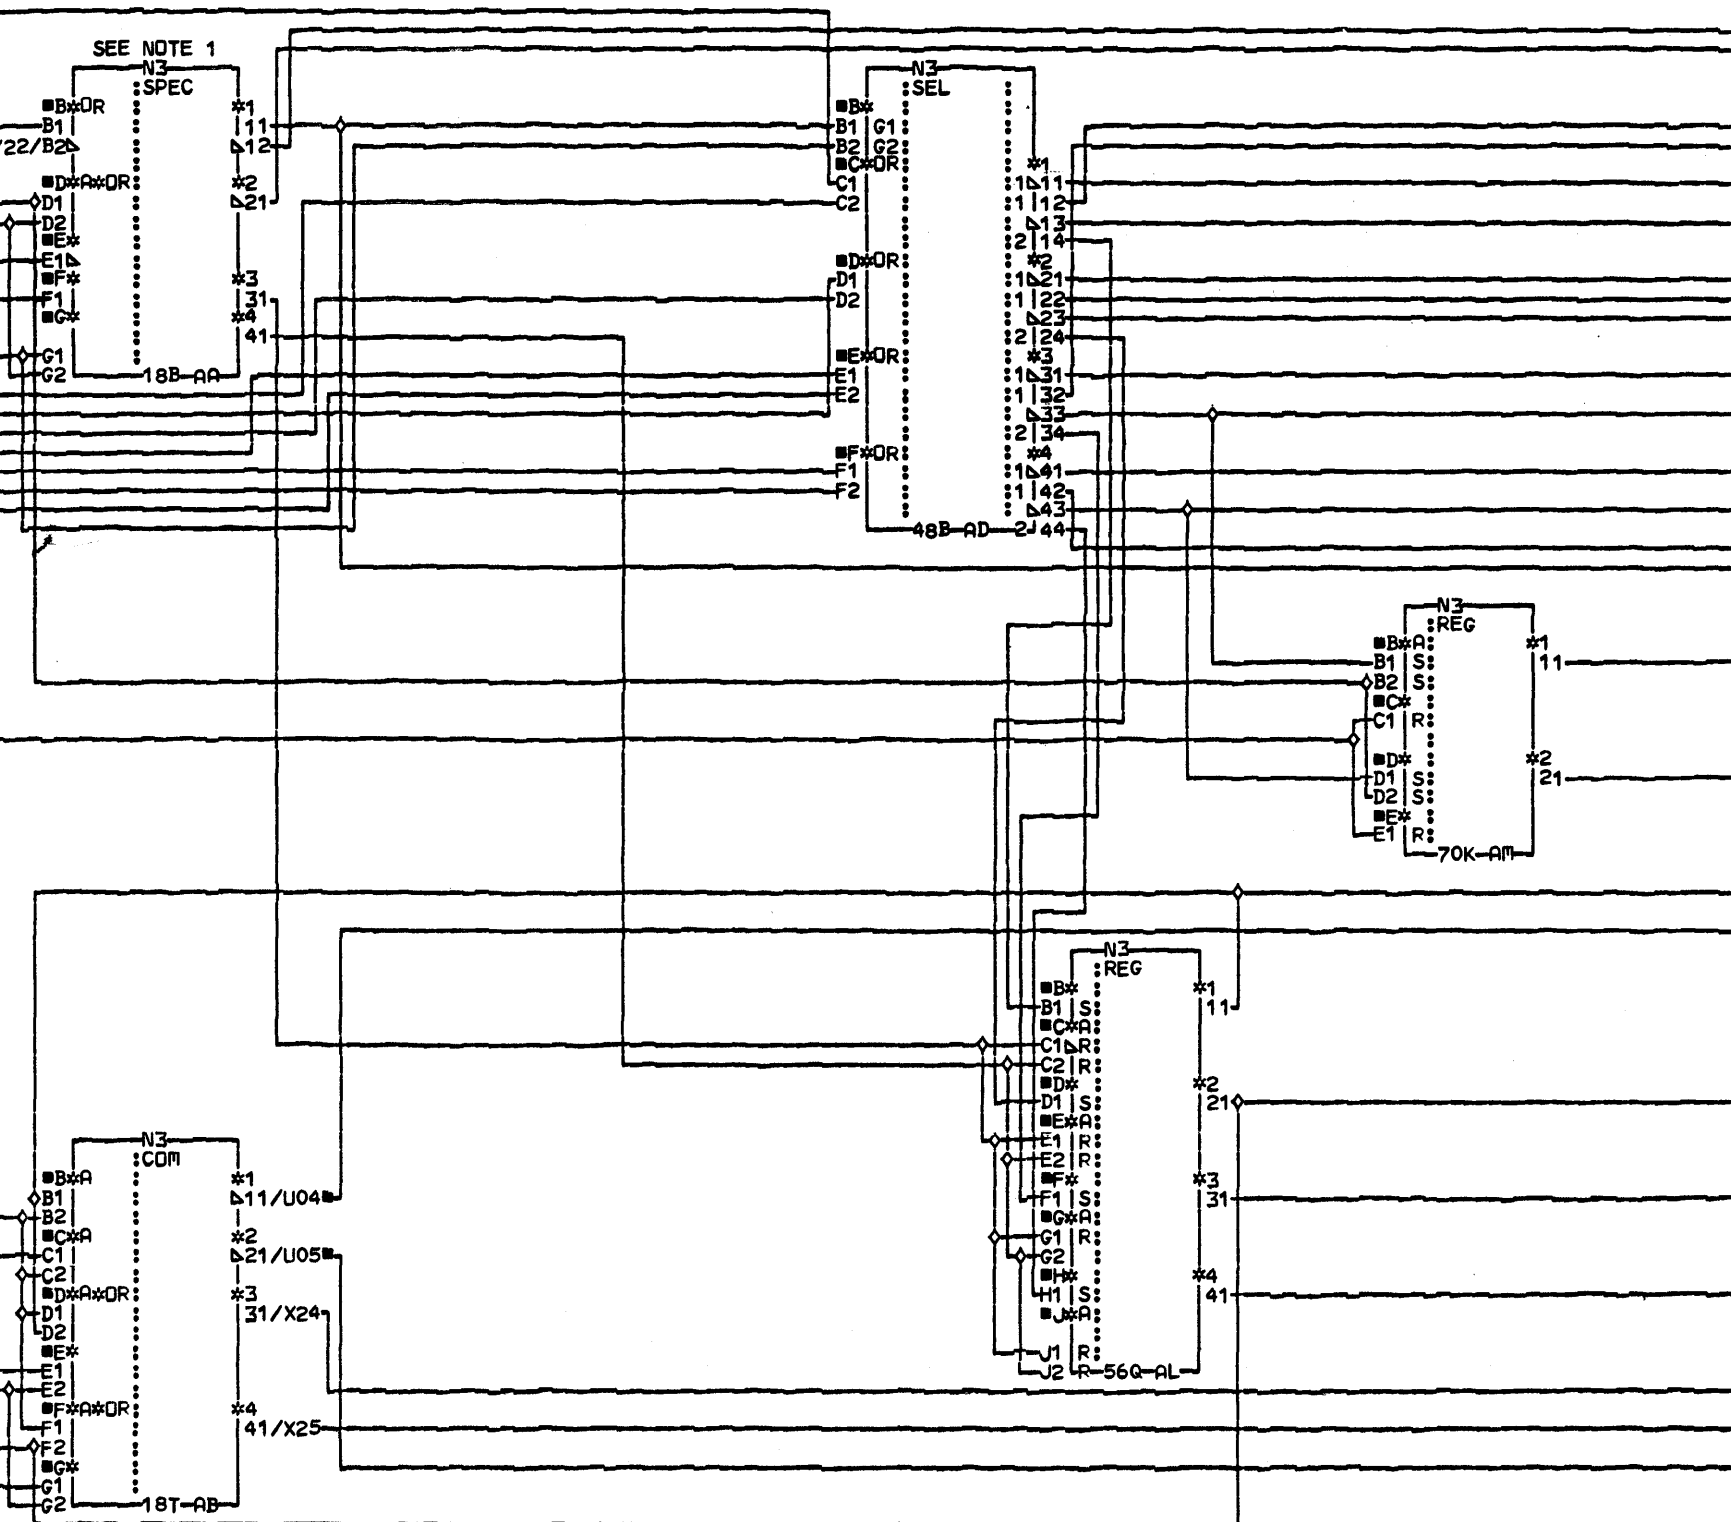 SEE NOTE 1
N3
SPEC
■B*OR
B1
/22/B2
■D*A*OR
D1
D2
■E*
E1
■F*
F1
■G*
G1
G2
*1
11
12
*2
21
*3
31
*4
41
18B-AA
N3
SEL
■B*
B1 G1
B2 G2
■C*OR
C1
C2
■D*OR
D1
D2
■E*OR
E1
E2
■F*OR
F1
F2
*1
1 11
1 12
13
2 14
*2
1 21
1 22
23
2 24
*3
1 31
1 32
33
2 34
*4
1 41
1 42
43
2 44
48B-AD
N3
REG
■B*A
B1 S
B2 S
■C*
C1 R
■D*
D1 S
D2 S
■E*
E1 R
*1
11
*2
21
70K-AM
N3
REG
■B*
B1 S
■C*A
C1 R
C2 R
■D*
D1 S
■E*A
E1 R
E2 R
■F*
F1 S
■G*A
G1 R
G2
■H*
H1 S
■J*A
J1 R
J2 R
*1
11
*2
21
*3
31
*4
41
56Q-AL
N3
COM
■B*A
B1
B2
■C*A
C1
C2
■D*A*OR
D1
D2
■E*
E1
E2
■F*A*OR
F1
F2
■G*
G1
G2
*1
11/U04■
*2
21/U05■
*3
31/X24
*4
41/X25
18T-AB